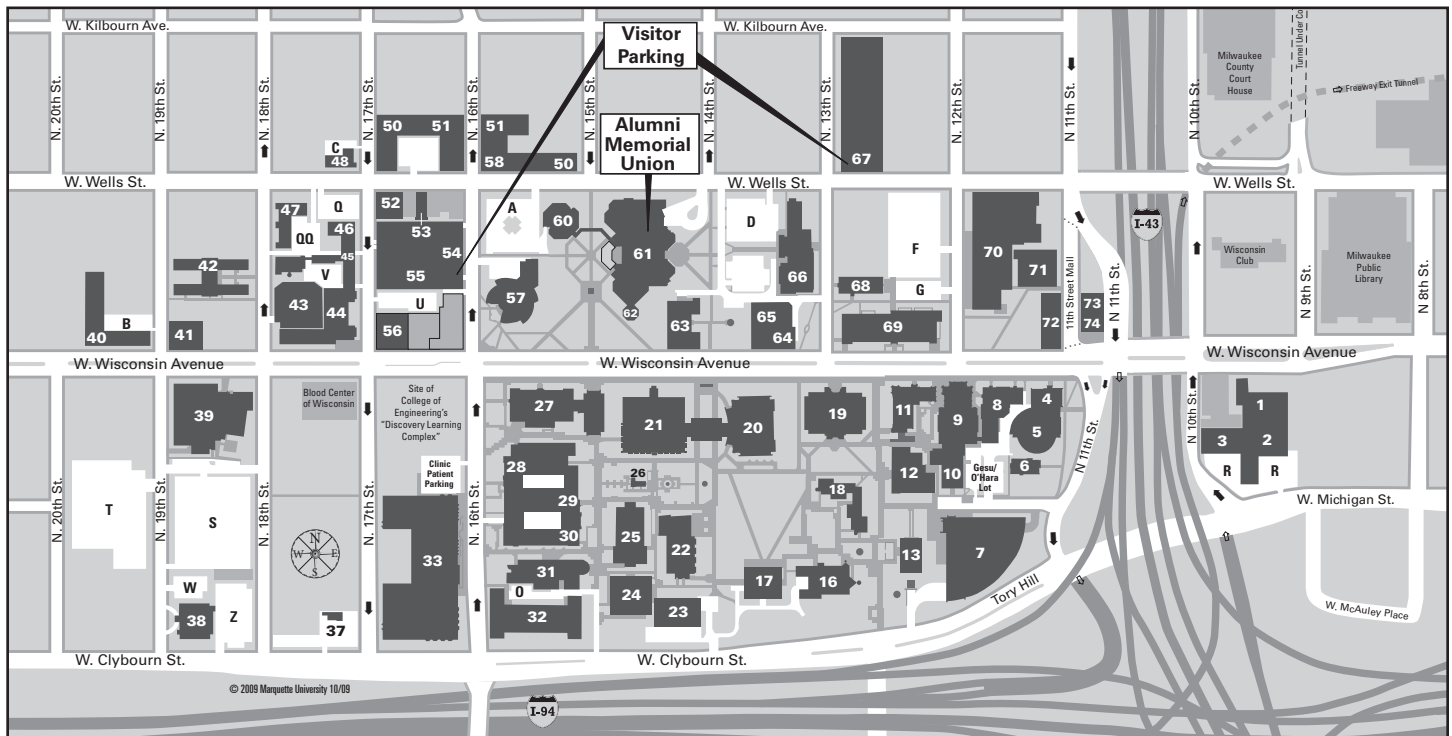 W. Kilbourn Ave.
W. Kilbourn Ave.
Visitor
Parking
Alumni
Memorial
Union
Milwaukee
County
Court
House
Tunnel Under Co
Freeway Exit Tunnel
N. 20th St.
N. 19th St.
N. 18th St.
N. 17th St.
N. 16th St.
N. 15th St.
N. 14th St.
N. 13th St.
N. 12th St.
N 11th St.
N 10th St.
50
51
51
C
48
58
50
67
W. Wells St.
W. Wells St.
W. Wells St.
47
Q
52
A
60
D
F
70
I-43
QQ
46
53
45
54
61
Wisconsin
Club
Milwaukee
Public
Library
42
V
55
57
66
68
G
71
N 9th St.
N 8th St.
B
43
44
U
62
11th Street Mall
N 11th St.
40
41
56
63
65
64
69
72
73
74
W. Wisconsin Avenue
W. Wisconsin Avenue
W. Wisconsin Avenue
39
Blood Center
of Wisconsin
Site of
College of
Engineering's
"Discovery Learning
Complex"
27
21
20
19
11
9
8
4
5
1
3
2
R
R
N 10th St.
N 11th St.
Clinic
Patient
Parking
28
29
30
26
12
10
6
Gesu/
O'Hara
Lot
18
W. Michigan St.
N. 20th St.
N. 19th St.
N. 18th St.
N. 17th St.
N. 16th St.
T
S
N
W
E
S
33
25
22
13
7
31
O
24
17
16
Tory Hill
W
38
Z
37
32
23
W. McAuley Place
W. Clybourn St.
W. Clybourn St.
© 2009 Marquette University 10/09
I-94